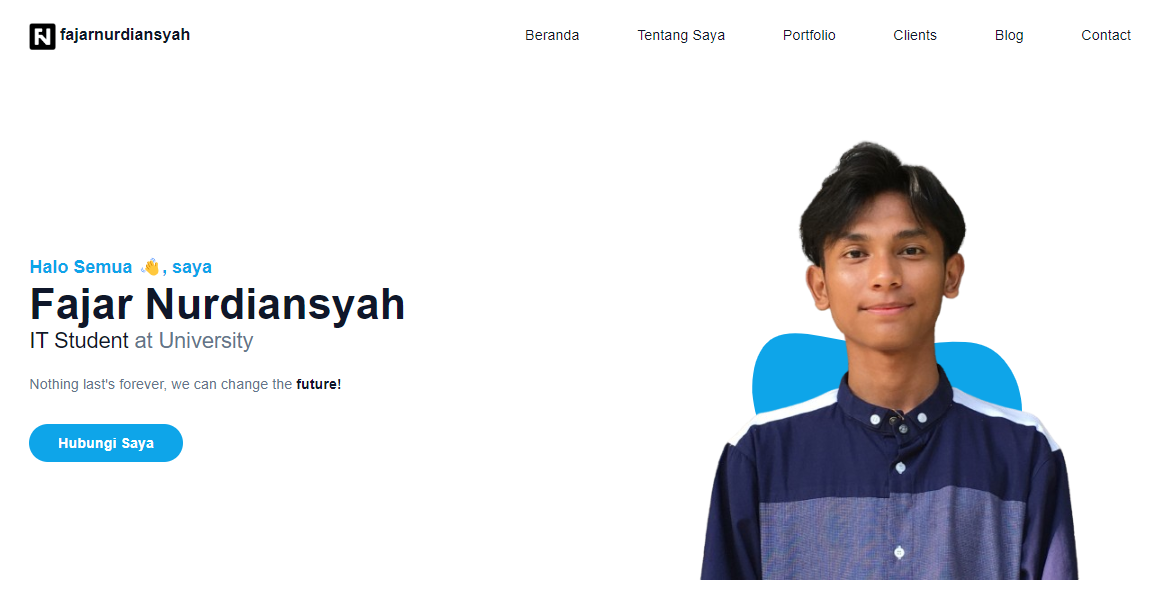 fajarnurdiansyah
Beranda Tentang Saya Portfolio Clients Blog Contact
Halo Semua 👋, saya
Fajar Nurdiansyah
IT Student at University
Nothing last's forever, we can change the future!
Hubungi Saya